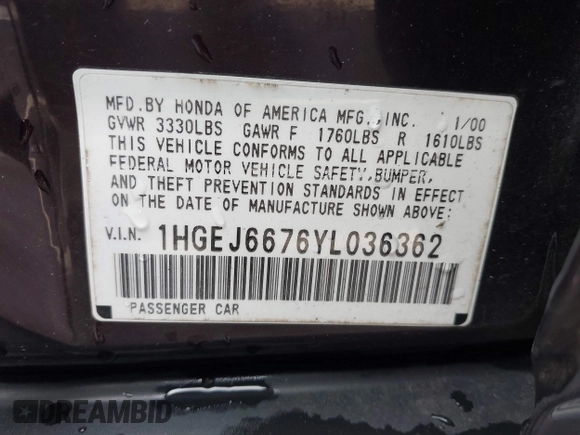 MFD.BY HONDA OF AMERICA MFG.,INC. 1/00
GVWR 3330LBS GAWR F 1760LBS R 1610LBS
THIS VEHICLE CONFORMS TO ALL APPLICABLE
FEDERAL MOTOR VEHICLE SAFETY,BUMPER,
AND THEFT PREVENTION STANDARDS IN EFFECT
ON THE DATE OF MANUFACTURE SHOWN ABOVE:
V.I.N. 1HGEJ6676YL036362
PASSENGER CAR
DREAMBID